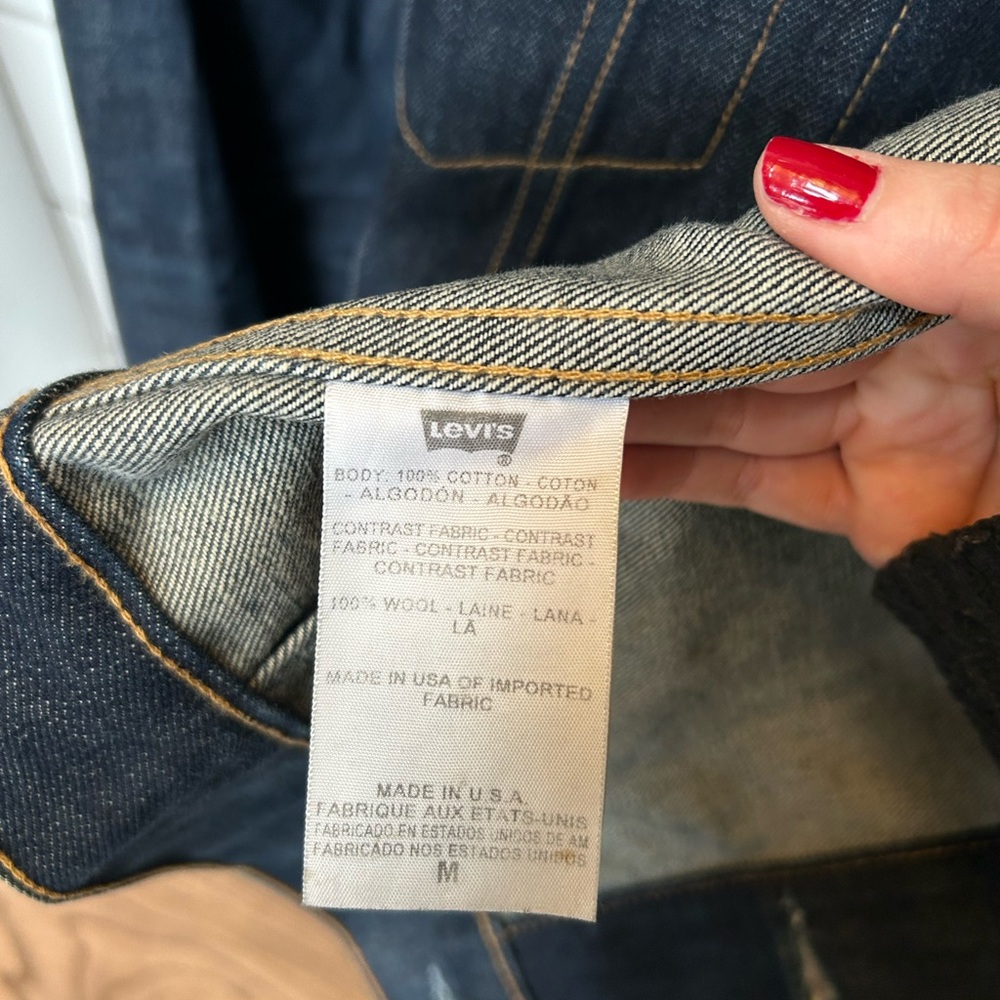 LEVI'S
®
BODY: 100% COTTON - COTON
- ALGODÓN - ALGODÃO
CONTRAST FABRIC - CONTRAST
FABRIC - CONTRAST FABRIC -
CONTRAST FABRIC
100% WOOL - LAINE - LANA -
LÃ
MADE IN USA OF IMPORTED
FABRIC
MADE IN U.S.A.
FABRIQUE AUX ETATS-UNIS
FABRICADO EN ESTADOS UNIDOS DE AM
FABRICADO NOS ESTADOS UNIDOS
M